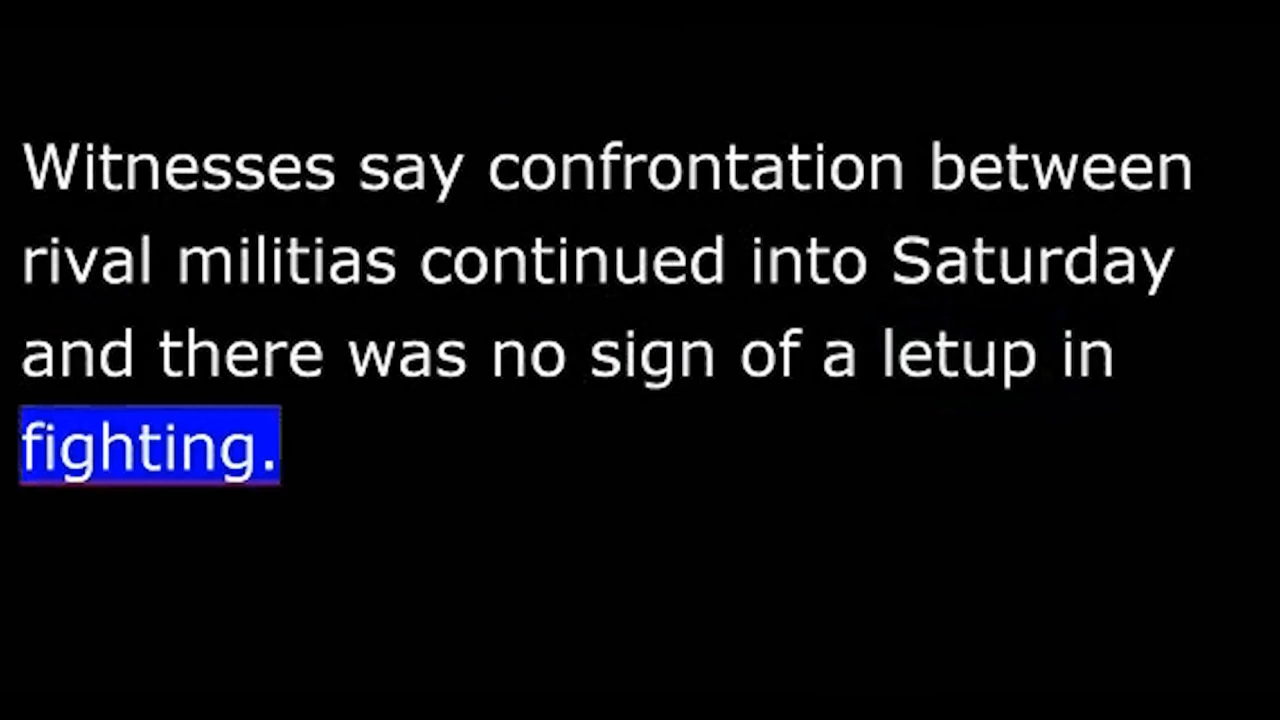 Witnesses say confrontation between
rival militias continued into Saturday
and there was no sign of a letup in
fighting.